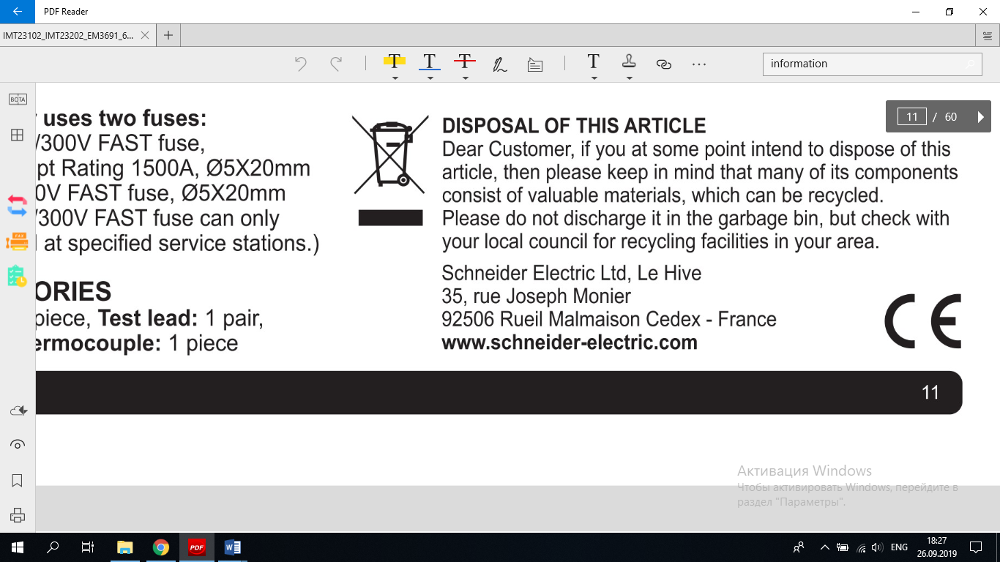 PDF Reader
IMT23102_IMT23202_EM3691_6...
information
BOTA
11 / 60
uses two fuses:
/300V FAST fuse,
pt Rating 1500A, Ø5X20mm
0V FAST fuse, Ø5X20mm
/300V FAST fuse can only
at specified service stations.)
ORIES
piece, Test lead: 1 pair,
ermocouple: 1 piece
DISPOSAL OF THIS ARTICLE
Dear Customer, if you at some point intend to dispose of this
article, then please keep in mind that many of its components
consist of valuable materials, which can be recycled.
Please do not discharge it in the garbage bin, but check with
your local council for recycling facilities in your area.
Schneider Electric Ltd, Le Hive
35, rue Joseph Monier
92506 Rueil Malmaison Cedex - France
www.schneider-electric.com
CE
11
Активация Windows
Чтобы активировать Windows, перейдите в
раздел "Параметры".
PDF
ENG
18:27
26.09.2019